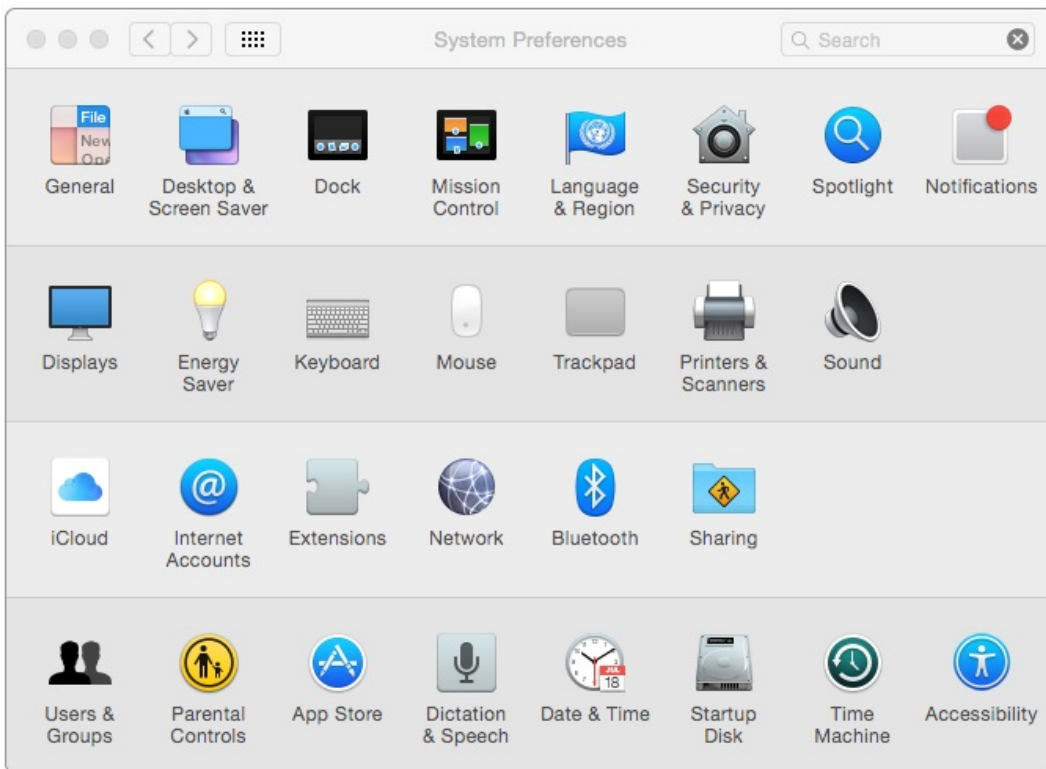 System Preferences
Search
File
New
Ope
General
Desktop &
Screen Saver
Dock
Mission
Control
Language
& Region
Security
& Privacy
Spotlight
Notifications
Displays
Energy
Saver
Keyboard
Mouse
Trackpad
Printers &
Scanners
Sound
iCloud
@
Internet
Accounts
Extensions
Network
Bluetooth
Sharing
JUL
18
Users &
Groups
Parental
Controls
App Store
Dictation
& Speech
Date & Time
Startup
Disk
Time
Machine
Accessibility